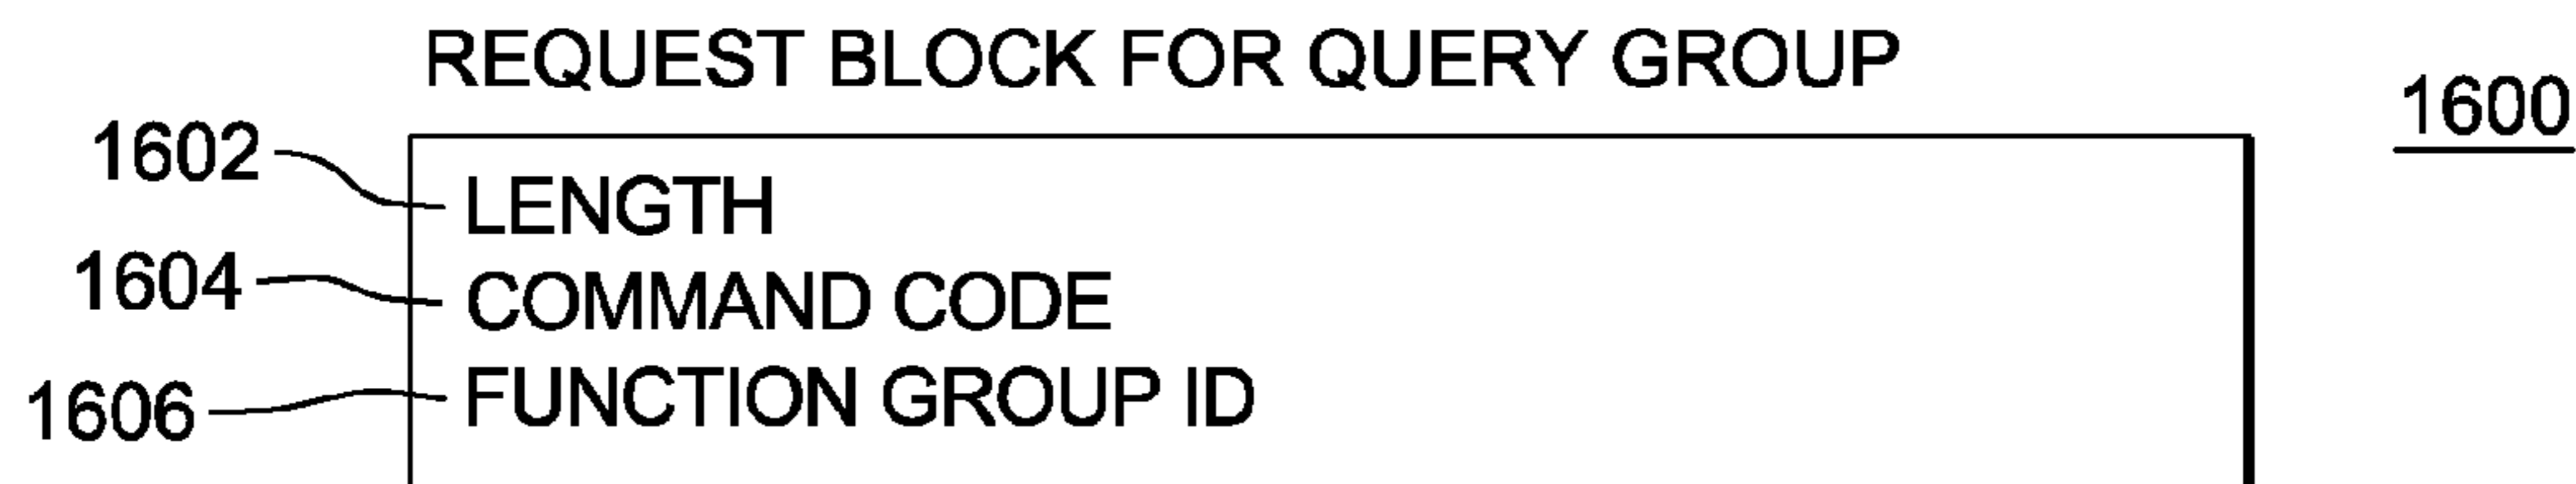 REQUEST BLOCK FOR QUERY GROUP
1600
1602 LENGTH
1604 COMMAND CODE
1606 FUNCTION GROUP ID